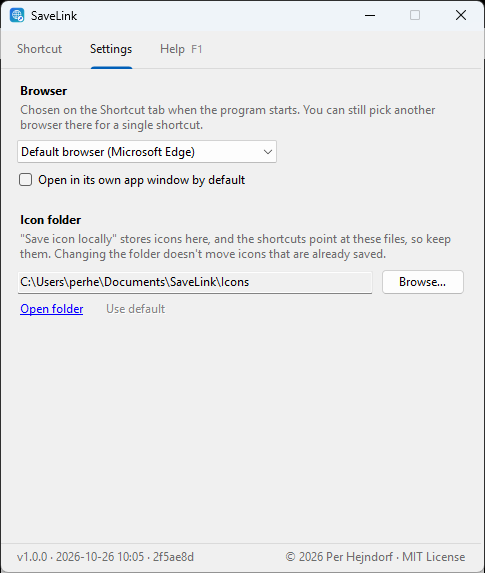 SaveLink
Shortcut Settings Help F1
Browser
Chosen on the Shortcut tab when the program starts. You can still pick another
browser there for a single shortcut.
Default browser (Microsoft Edge)
Open in its own app window by default
Icon folder
"Save icon locally" stores icons here, and the shortcuts point at these files, so keep
them. Changing the folder doesn't move icons that are already saved.
C:\Users\perhe\Documents\SaveLink\Icons Browse...
Open folder Use default
v1.0.0 · 2026-10-26 10:05 · 2f5ae8d © 2026 Per Hejndorf · MIT License